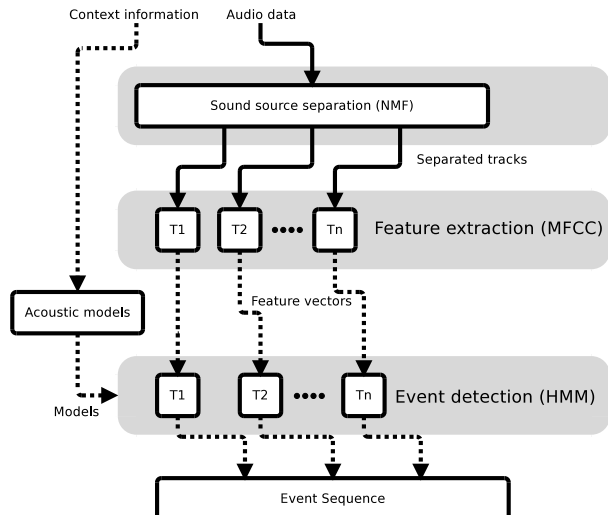 Context information
Audio data
Sound source separation (NMF)
Separated tracks
T1
T2
Tn
Feature extraction (MFCC)
Feature vectors
Acoustic models
Models
T1
T2
Tn
Event detection (HMM)
Event Sequence